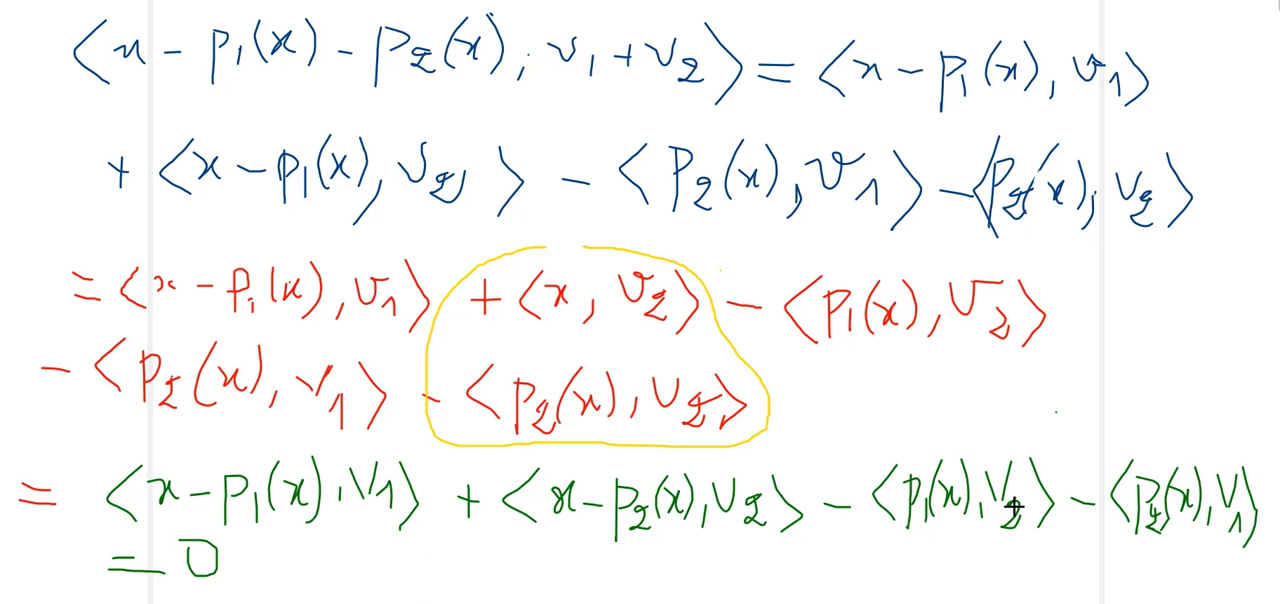 ⟨x - p₁(x) - p₂(x), v₁ + v₂⟩ = ⟨x - p₁(x), v₁⟩
+ ⟨x - p₁(x), v₂⟩ - ⟨p₂(x), v₁⟩ - ⟨p₂(x), v₂⟩
= ⟨x - p₁(x), v₁⟩ + ⟨x, v₂⟩ - ⟨p₁(x), v₂⟩
- ⟨p₂(x), v₁⟩ - ⟨p₂(x), v₂⟩
= ⟨x - p₁(x), v₁⟩ + ⟨x - p₂(x), v₂⟩ - ⟨p₁(x), v₂⟩ - ⟨p₂(x), v₁⟩
= 0